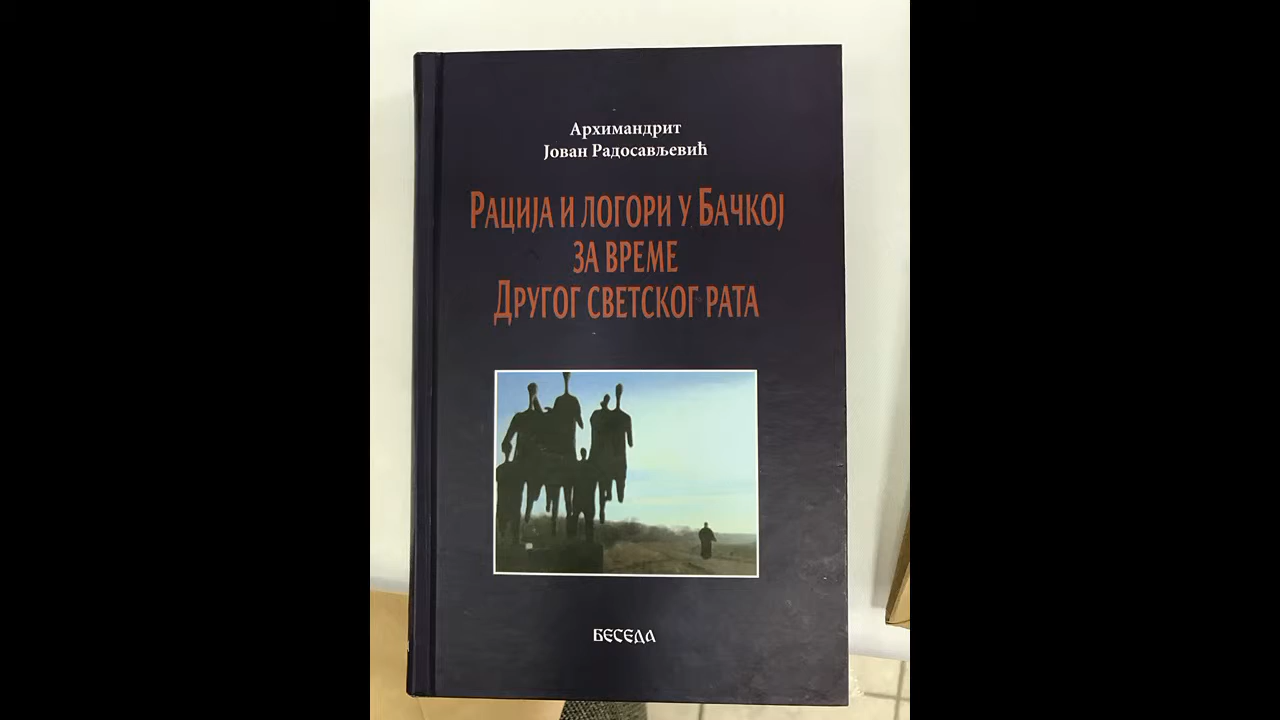 Архимандрит
Јован Радосављевић
Рација и логори у Бачкој
за време
Другог светског рата
БЕСЕДА